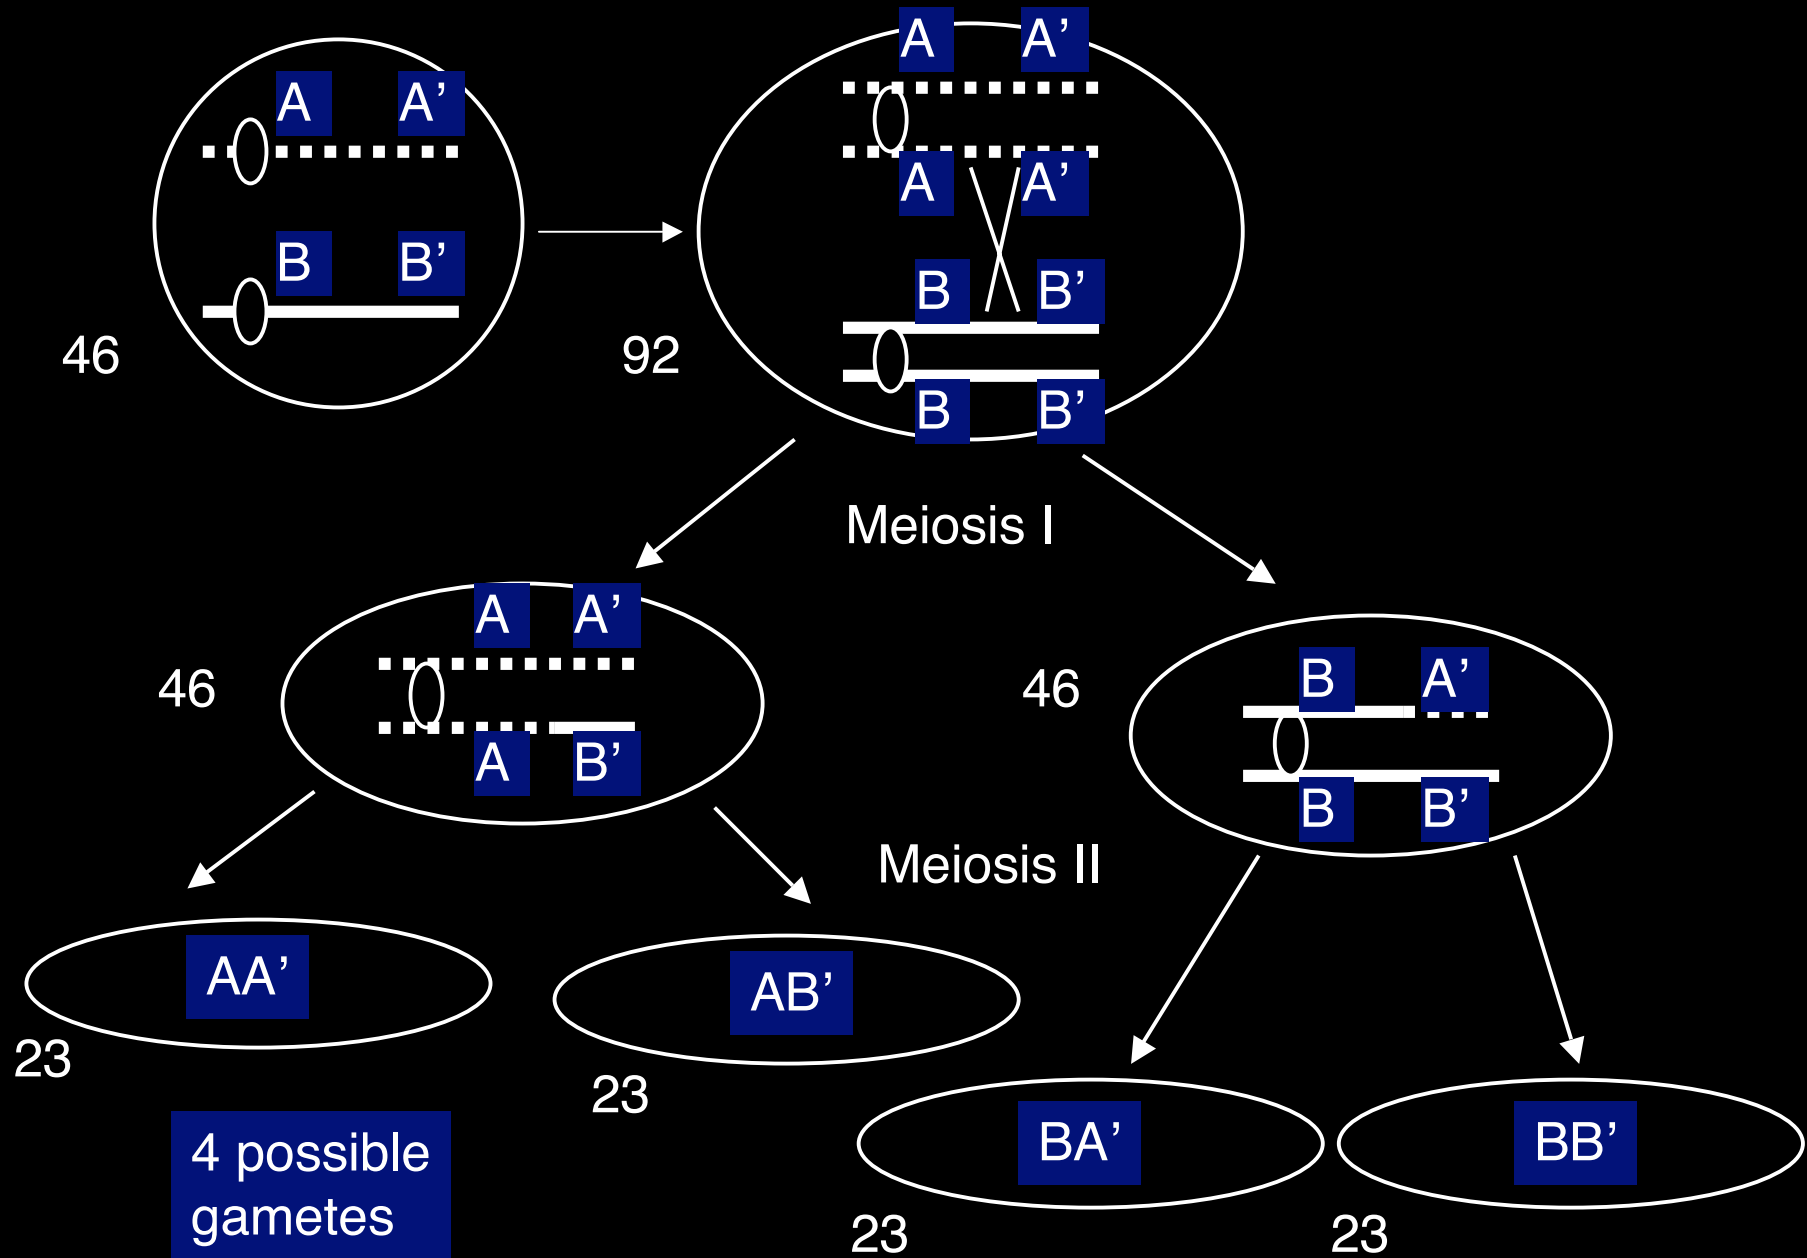 A A’
A A’
B B’
A A’
B B’
46
92
B B’
Meiosis I
A A’
46
A B’
B A’
46
B B’
Meiosis II
AA’
AB’
23
23
BA’
BB’
4 possible
gametes
23
23